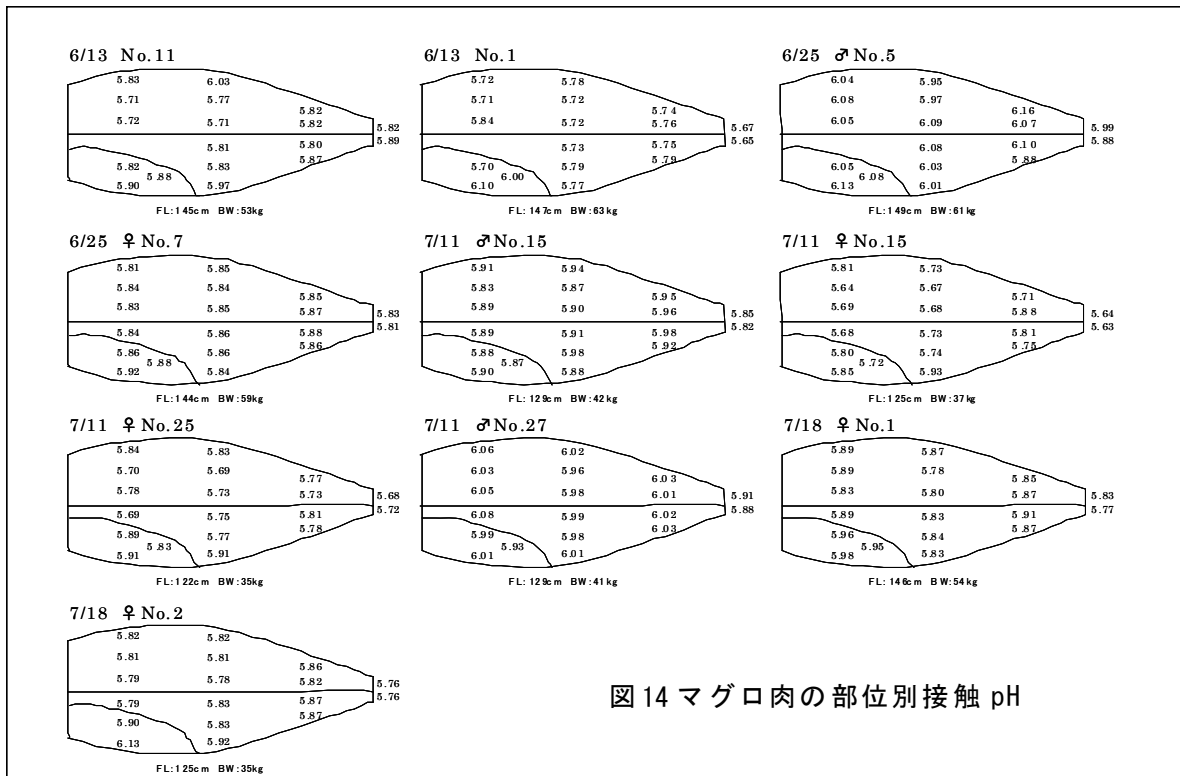 6/13 No.11
5.83 6.03
5.71 5.77
5.72 5.71
5.82
5.82
5.82
5.89
5.81 5.80
5.82 5.88 5.83 5.87
5.90 5.97
FL:145cm BW:53kg
6/13 No.1
5.72 5.78
5.71 5.72
5.84 5.72
5.74
5.76
5.67
5.65
5.73 5.75
5.70 6.00 5.79 5.79
6.10 5.77
FL:147cm BW:63kg
6/25 ♂No.5
6.04 5.95
6.08 5.97
6.05 6.09
6.16
6.07
5.99
5.88
6.08 6.10
6.05 6.08 6.03 5.88
6.13 6.01
FL:149cm BW:61kg
6/25 ♀No.7
5.81 5.85
5.84 5.84
5.83 5.85
5.85
5.87
5.83
5.81
5.84 5.86 5.88
5.86 5.88 5.86 5.86
5.92 5.84
FL:144cm BW:59kg
7/11 ♂No.15
5.91 5.94
5.83 5.87
5.89 5.90
5.95
5.96
5.85
5.82
5.89 5.91 5.98
5.88 5.87 5.98 5.92
5.90 5.88
FL:129cm BW:42kg
7/11 ♀No.15
5.81 5.73
5.64 5.67
5.69 5.68
5.71
5.88
5.64
5.63
5.68 5.73 5.81
5.80 5.72 5.74 5.75
5.85 5.93
FL:125cm BW:37kg
7/11 ♀No.25
5.84 5.83
5.70 5.69
5.78 5.73
5.77
5.73
5.68
5.72
5.69 5.75 5.81
5.89 5.83 5.77 5.78
5.91 5.91
FL:122cm BW:35kg
7/11 ♂No.27
6.06 6.02
6.03 5.96
6.05 5.98
6.03
6.01
5.91
5.88
6.08 5.99 6.02
5.99 5.93 5.98 6.03
6.01 6.01
FL:129cm BW:41kg
7/18 ♀No.1
5.89 5.87
5.89 5.78
5.83 5.80
5.85
5.87
5.83
5.77
5.89 5.83 5.91
5.96 5.95 5.84 5.87
5.98 5.83
FL:146cm BW:54kg
7/18 ♀No.2
5.82 5.82
5.81 5.81
5.79 5.78
5.86
5.82
5.76
5.76
5.79 5.83 5.87
5.90 5.83 5.87
6.13 5.92
FL:125cm BW:35kg
図14 マグロ肉の部位別接触 pH